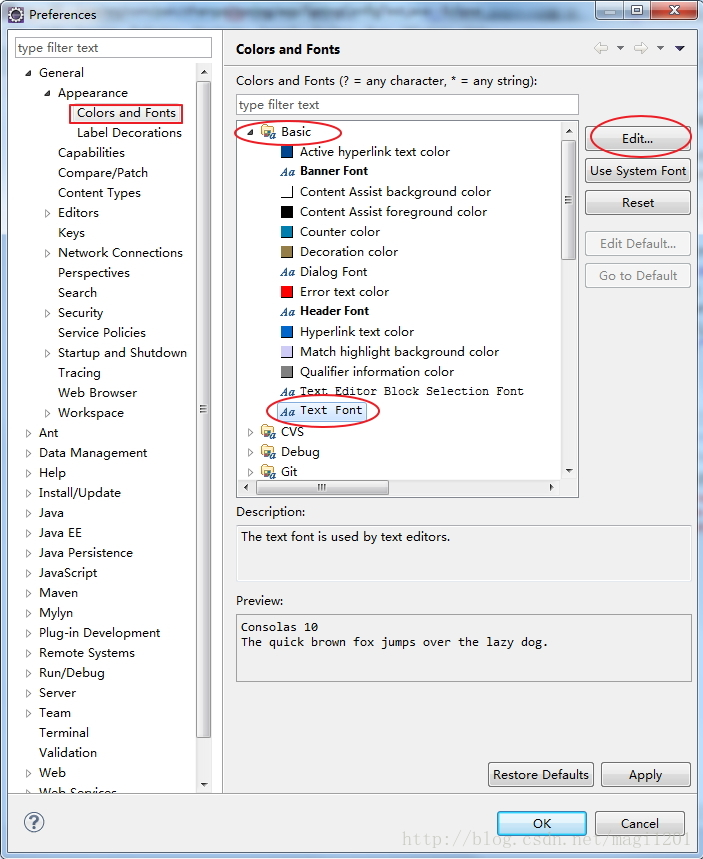 Preferences
type filter text
General
Appearance
Colors and Fonts
Label Decorations
Capabilities
Compare/Patch
Content Types
Editors
Keys
Network Connections
Perspectives
Search
Security
Service Policies
Startup and Shutdown
Tracing
Web Browser
Workspace
Ant
Data Management
Help
Install/Update
Java
Java EE
Java Persistence
JavaScript
Maven
Mylyn
Plug-in Development
Remote Systems
Run/Debug
Server
Team
Terminal
Validation
Web
Web Services
Colors and Fonts
Colors and Fonts (? = any character, * = any string):
type filter text
Basic
Active hyperlink text color
Aa Banner Font
Content Assist background color
Content Assist foreground color
Counter color
Decoration color
Aa Dialog Font
Error text color
Aa Header Font
Hyperlink text color
Match highlight background color
Qualifier information color
Aa Text Editor Block Selection Font
Aa Text Font
CVS
Debug
Git
Edit...
Use System Font
Reset
Edit Default...
Go to Default
Description:
The text font is used by text editors.
Preview:
Consolas 10
The quick brown fox jumps over the lazy dog.
Restore Defaults
Apply
OK
Cancel
http://blog.csdn.net/magi1201